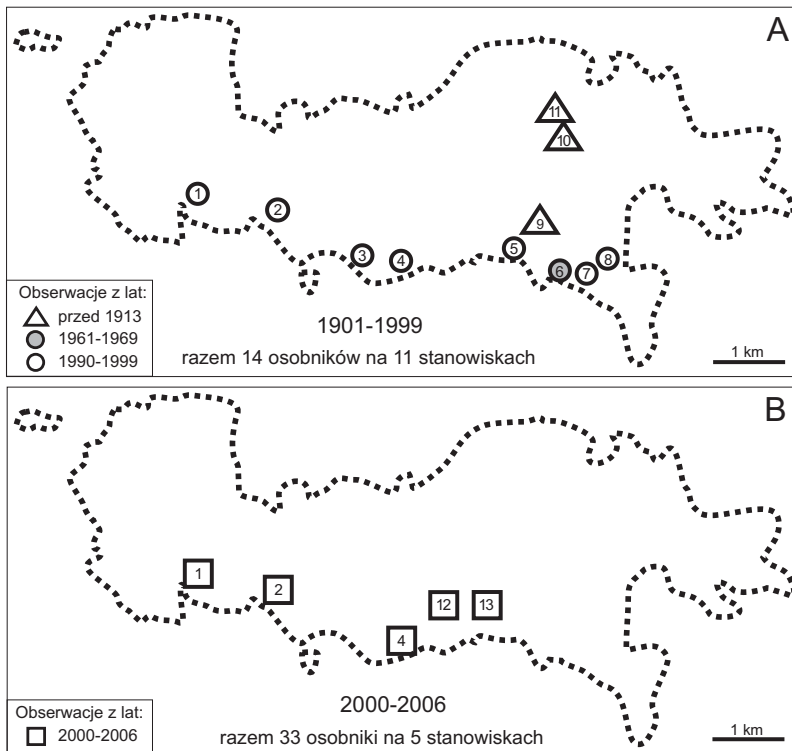 A
11
10
1
2
9
5
8
3
4
6
7
Obserwacje z lat:
przed 1913
1961-1969
1990-1999
1901-1999
razem 14 osobników na 11 stanowiskach
1 km
B
1
2
12
13
4
Obserwacje z lat:
2000-2006
2000-2006
razem 33 osobniki na 5 stanowiskach
1 km